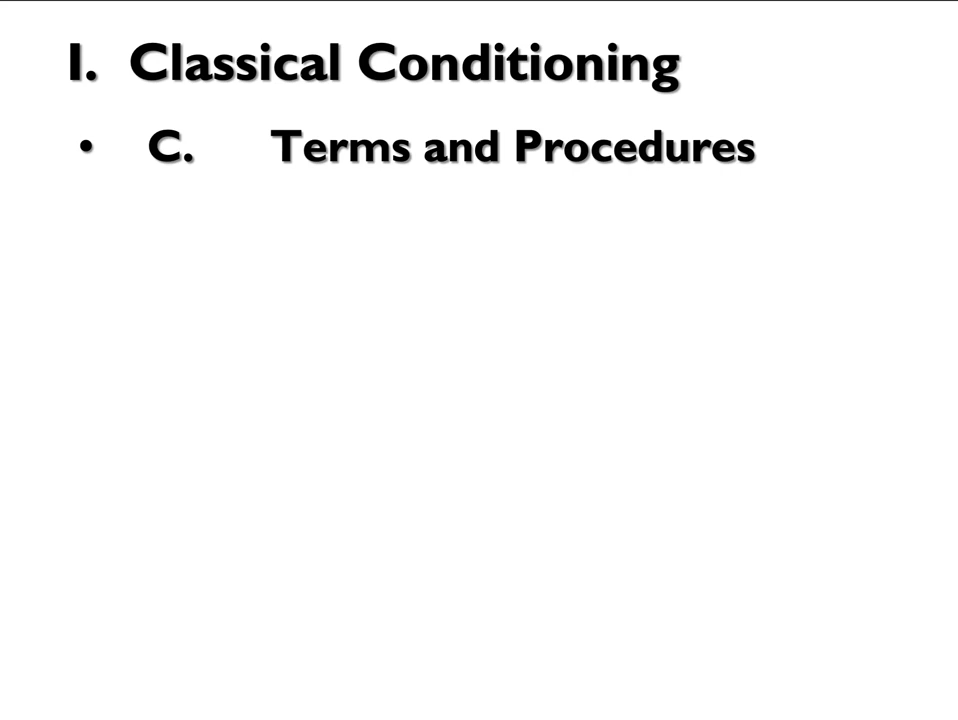 I. Classical Conditioning
• C. Terms and Procedures